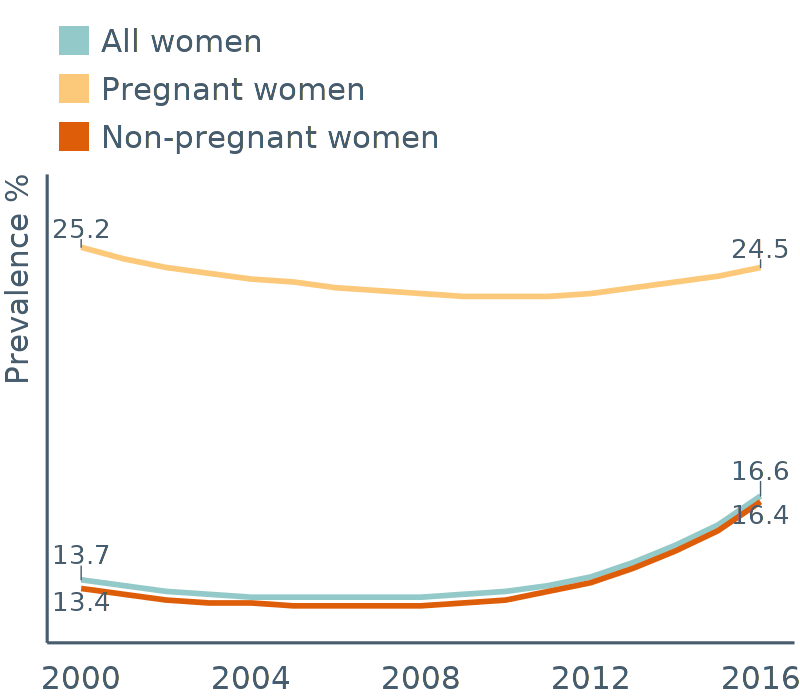 All women
Pregnant women
Non-pregnant women
Prevalence %
25.2
24.5
16.6
16.4
13.7
13.4
2000 2004 2008 2012 2016